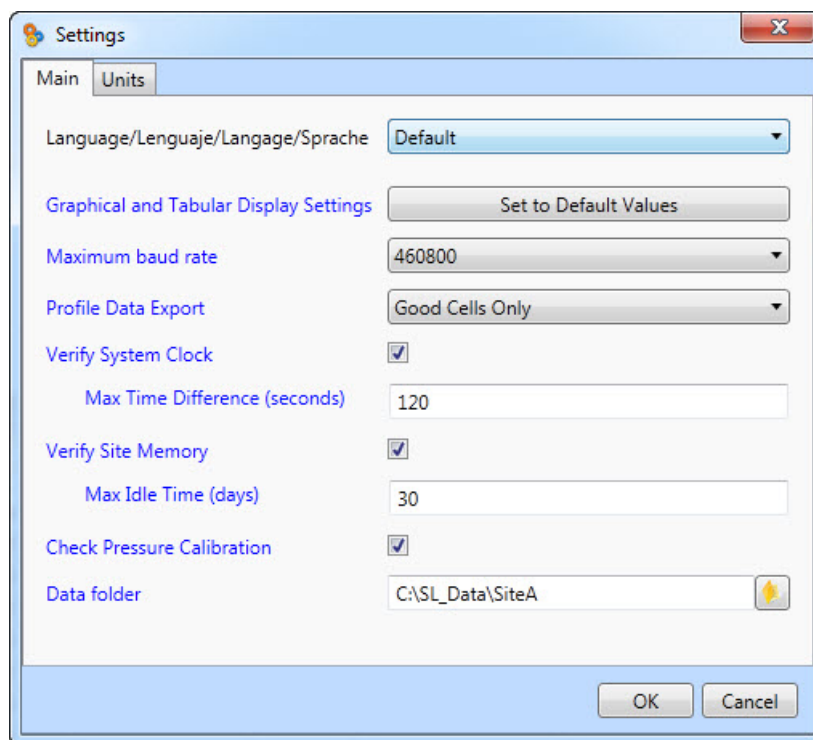 Settings
Main Units
Language/Lenguaje/Langage/Sprache Default
Graphical and Tabular Display Settings Set to Default Values
Maximum baud rate 460800
Profile Data Export Good Cells Only
Verify System Clock
Max Time Difference (seconds) 120
Verify Site Memory
Max Idle Time (days) 30
Check Pressure Calibration
Data folder C:\SL_Data\SiteA
OK Cancel